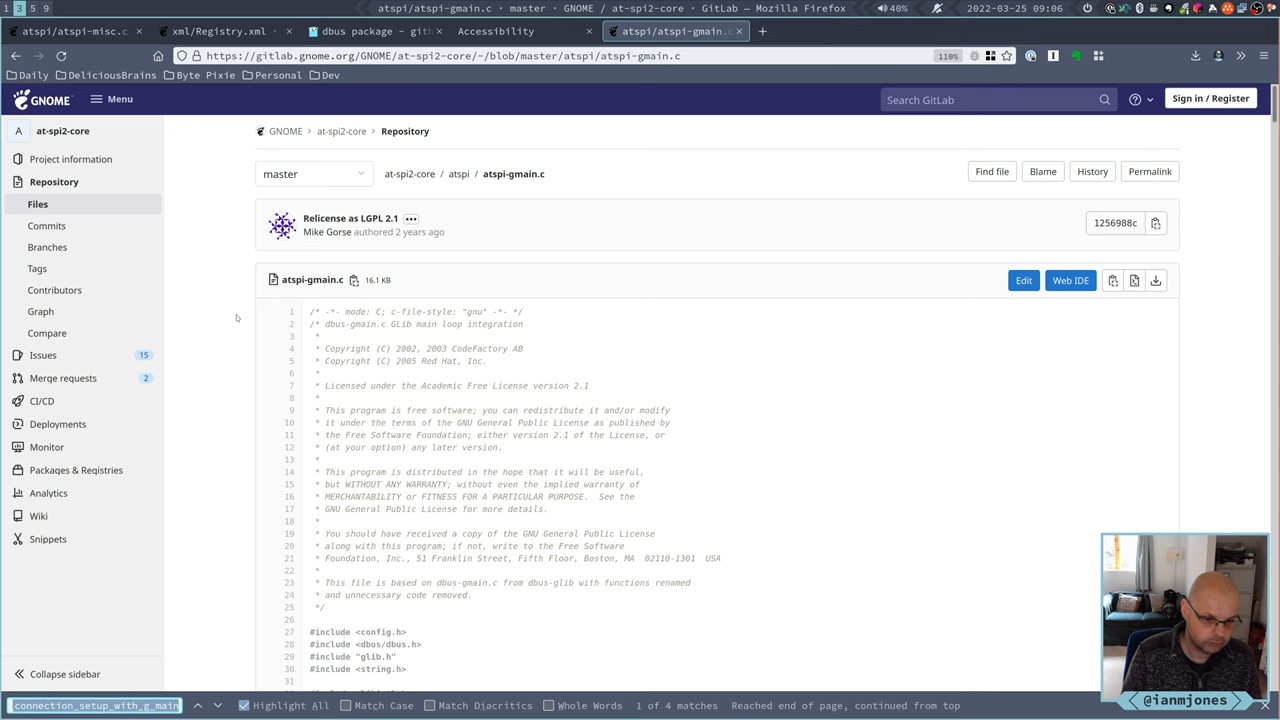 1 3 5 9
atspi/atspi-gmain.c · master · GNOME / at-spi2-core · GitLab — Mozilla Firefox
40%
2022-03-25 09:06
atspi/atspi-misc.c · ×
xml/Registry.xml · ×
dbus package - gith ×
Accessibility ×
atspi/atspi-gmain.c · ×
https://gitlab.gnome.org/GNOME/at-spi2-core/-/blob/master/atspi/atspi-gmain.c
110%
Daily DeliciousBrains Byte Pixie Personal Dev
GNOME Menu
Search GitLab
Sign in / Register
A at-spi2-core
Project information
Repository
Files
Commits
Branches
Tags
Contributors
Graph
Compare
Issues 15
Merge requests 2
CI/CD
Deployments
Monitor
Packages & Registries
Analytics
Wiki
Snippets
Collapse sidebar
GNOME > at-spi2-core > Repository
master
at-spi2-core / atspi / atspi-gmain.c
Find file Blame History Permalink
Relicense as LGPL 2.1
Mike Gorse authored 2 years ago
1256988c
atspi-gmain.c 16.1 KB
Edit Web IDE
1 /* -*- mode: C; c-file-style: "gnu" -*- */
2 /* dbus-gmain.c GLib main loop integration
3 *
4 * Copyright (C) 2002, 2003 CodeFactory AB
5 * Copyright (C) 2005 Red Hat, Inc.
6 *
7 * Licensed under the Academic Free License version 2.1
8 *
9 * This program is free software; you can redistribute it and/or modify
10 * it under the terms of the GNU General Public License as published by
11 * the Free Software Foundation; either version 2.1 of the License, or
12 * (at your option) any later version.
13 *
14 * This program is distributed in the hope that it will be useful,
15 * but WITHOUT ANY WARRANTY; without even the implied warranty of
16 * MERCHANTABILITY or FITNESS FOR A PARTICULAR PURPOSE. See the
17 * GNU General Public License for more details.
18 *
19 * You should have received a copy of the GNU General Public License
20 * along with this program; if not, write to the Free Software
21 * Foundation, Inc., 51 Franklin Street, Fifth Floor, Boston, MA 02110-1301 USA
22 *
23 * This file is based on dbus-gmain.c from dbus-glib with functions renamed
24 * and unnecessary code removed.
25 */
26
27 #include <config.h>
28 #include <dbus/dbus.h>
29 #include "glib.h"
30 #include <string.h>
31
connection_setup_with_g_main
Highlight All Match Case Match Diacritics Whole Words 1 of 4 matches Reached end of page, continued from top
@ianmjones